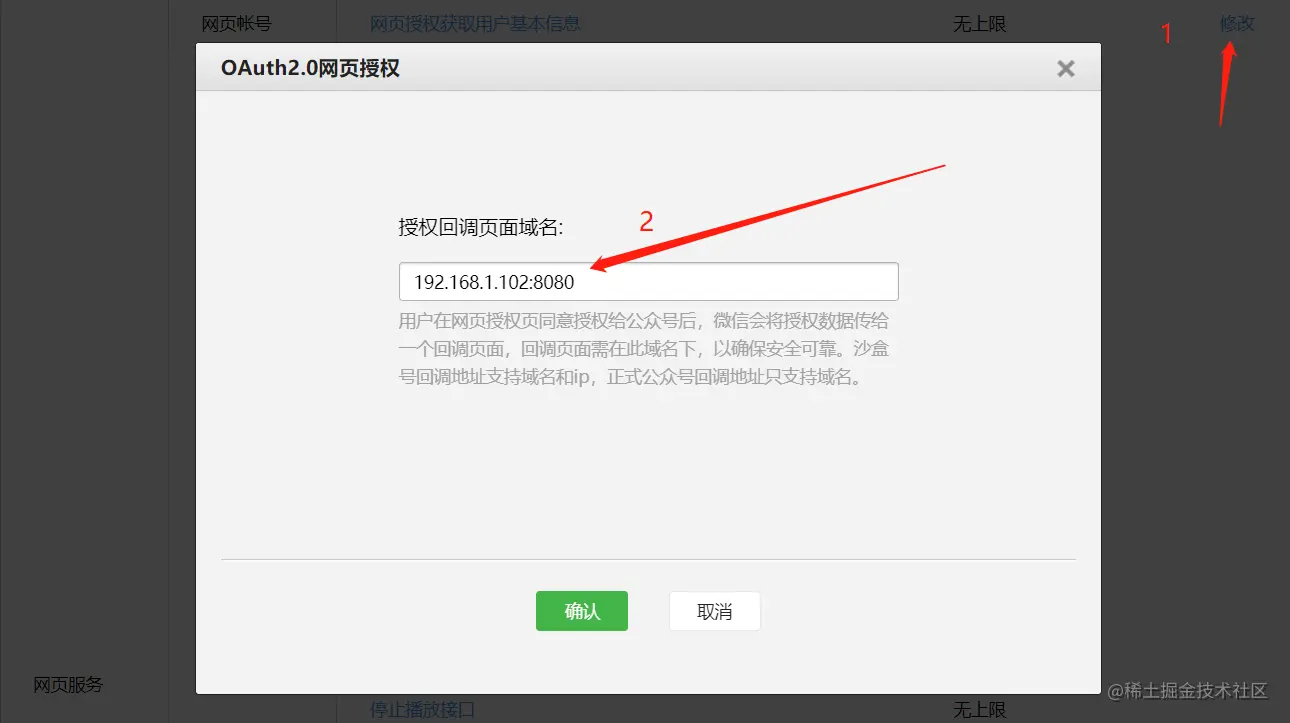 网页帐号 网页授权获取用户基本信息 无上限 修改
1
OAuth2.0网页授权
2
授权回调页面域名:
192.168.1.102:8080
用户在网页授权页同意授权给公众号后，微信会将授权数据传给
一个回调页面，回调页面需在此域名下，以确保安全可靠。沙盒
号回调地址支持域名和ip，正式公众号回调地址只支持域名。
确认 取消
网页服务
@稀土掘金技术社区
停止播放接口 无上限